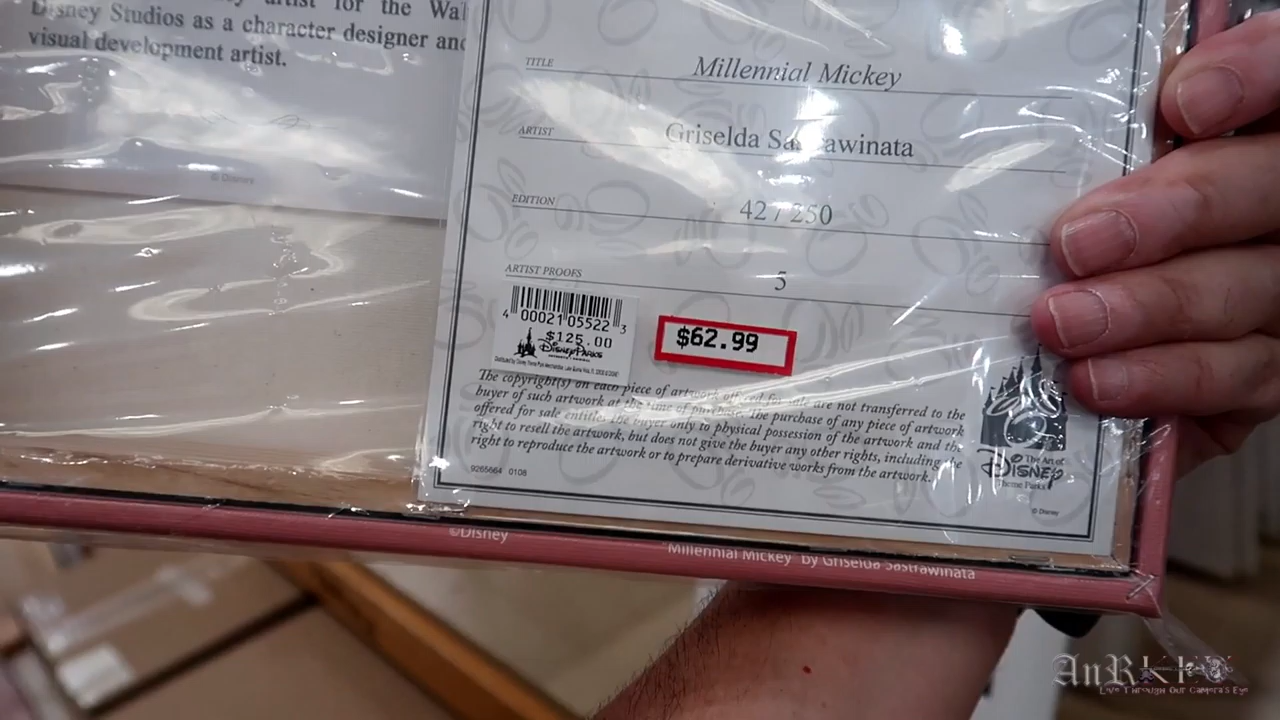 artist for the Wal
Disney Studios as a character designer and
visual development artist.
© Disney
TITLE Millennial Mickey
ARTIST Griselda Sastrawinata
EDITION 42 / 250
ARTIST PROOFS 5
4 00021 05522 3
$125.00
Disney Parks
$62.99
The copyright(s) on each piece of artwork offered for sale are not transferred to the
buyer of such artwork at the time of purchase. The purchase of any piece of artwork
offered for sale entitles the buyer only to physical possession of the artwork and the
right to resell the artwork, but does not give the buyer any other rights, including the
right to reproduce the artwork or to prepare derivative works from the artwork.
9265664 0108
The Art of
Disney
Theme Parks
© Disney
©Disney
"Millennial Mickey" by Griselda Sastrawinata
Live Through Our Camera's Eye